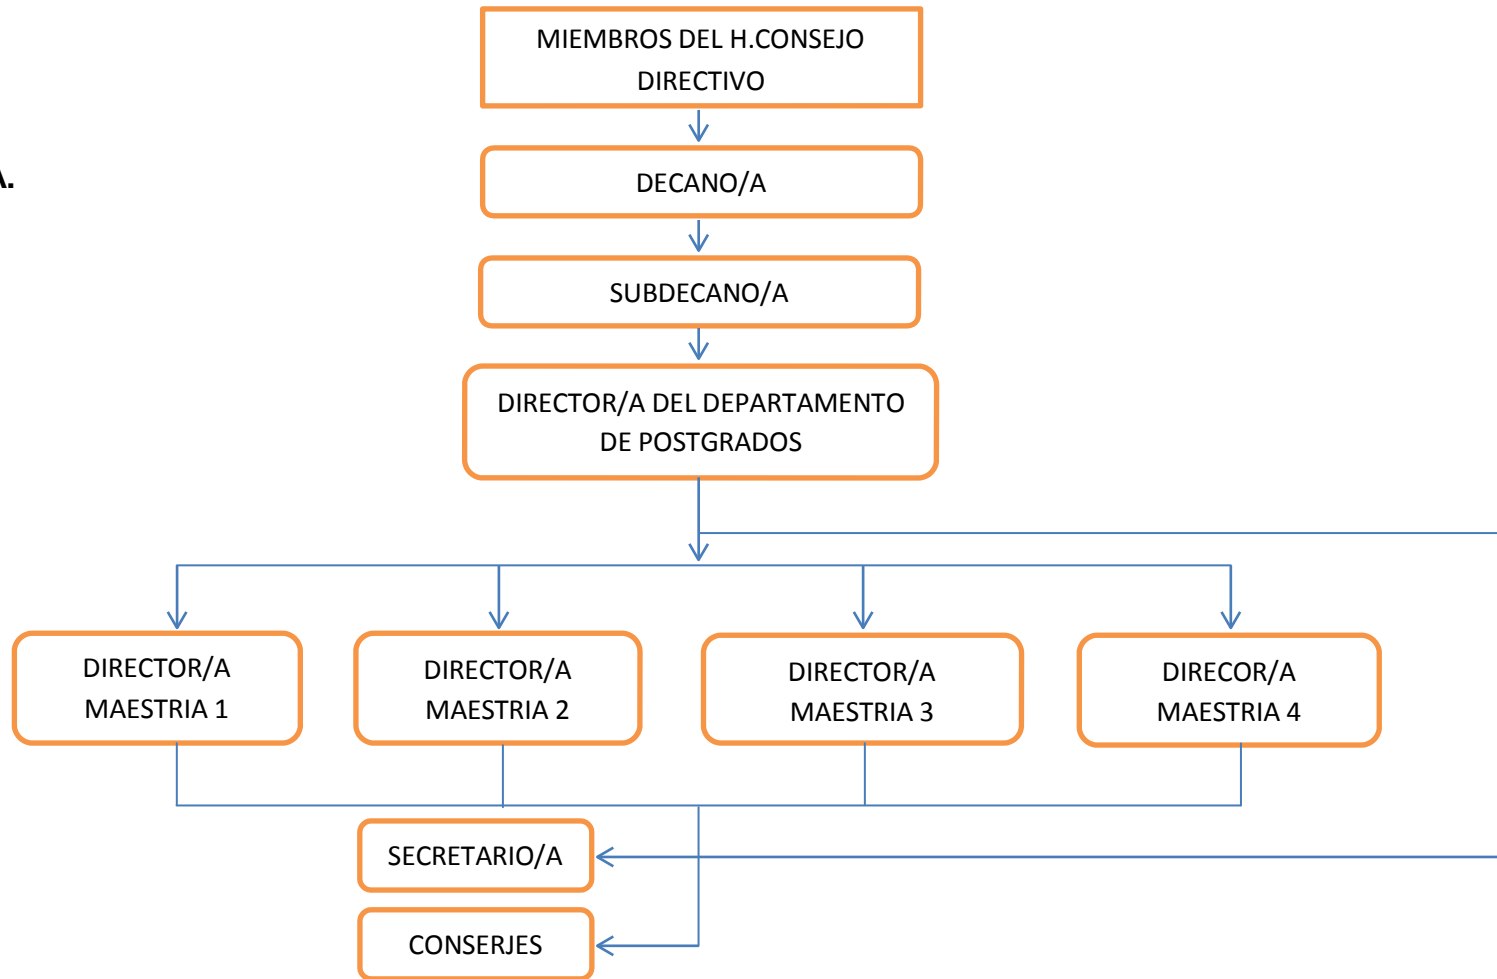 MIEMBROS DEL H.CONSEJO
DIRECTIVO
A.
DECANO/A
SUBDECANO/A
DIRECTOR/A DEL DEPARTAMENTO
DE POSTGRADOS
DIRECTOR/A
MAESTRIA 1
DIRECTOR/A
MAESTRIA 2
DIRECTOR/A
MAESTRIA 3
DIRECOR/A
MAESTRIA 4
SECRETARIO/A
CONSERJES